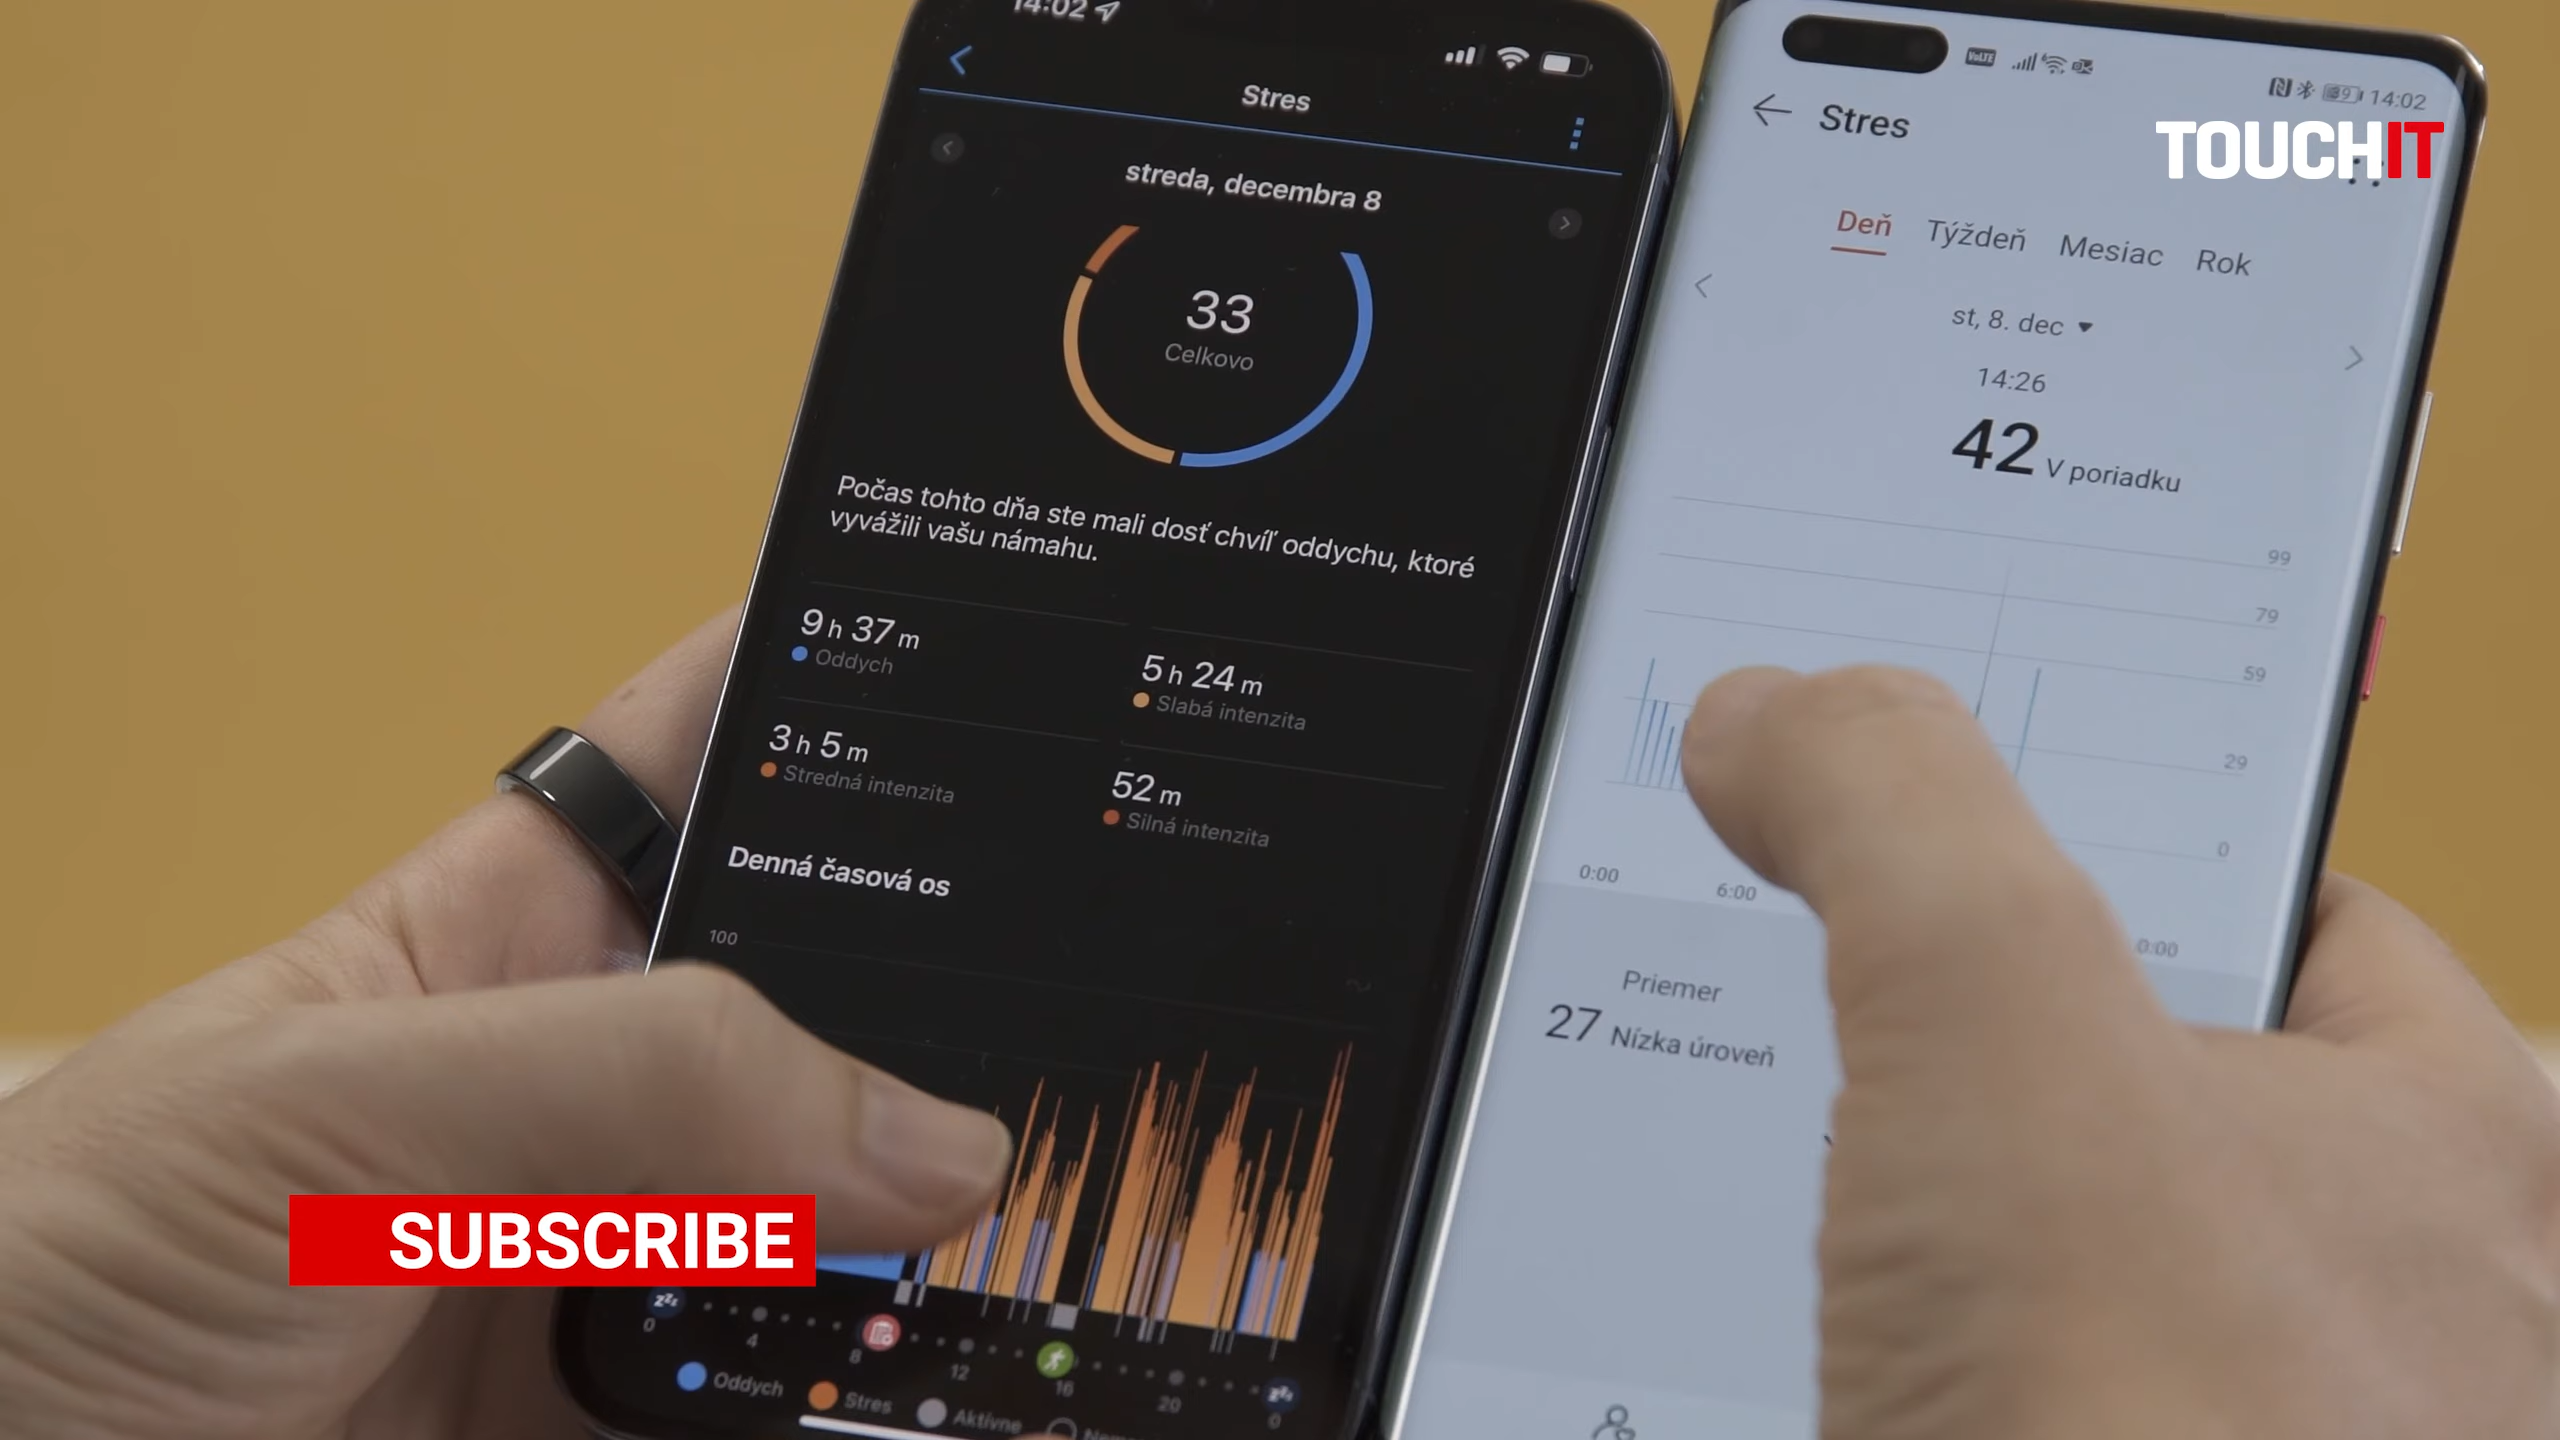 14:02
Stres
streda, decembra 8
33
Celkovo
Počas tohto dňa ste mali dosť chvíľ oddychu, ktoré
vyvážili vašu námahu.
9 h 37 m
Oddych
5 h 24 m
Slabá intenzita
3 h 5 m
Stredná intenzita
52 m
Silná intenzita
Denná časová os
100
0
4
8
12
16
20
0
Oddych
Stres
Aktívne
VoLTE
14:02
Stres
TOUCHIT
Deň
Týždeň
Mesiac
Rok
st, 8. dec
14:26
42 V poriadku
99
79
59
29
0
0:00
6:00
0:00
Priemer
27 Nízka úroveň
SUBSCRIBE